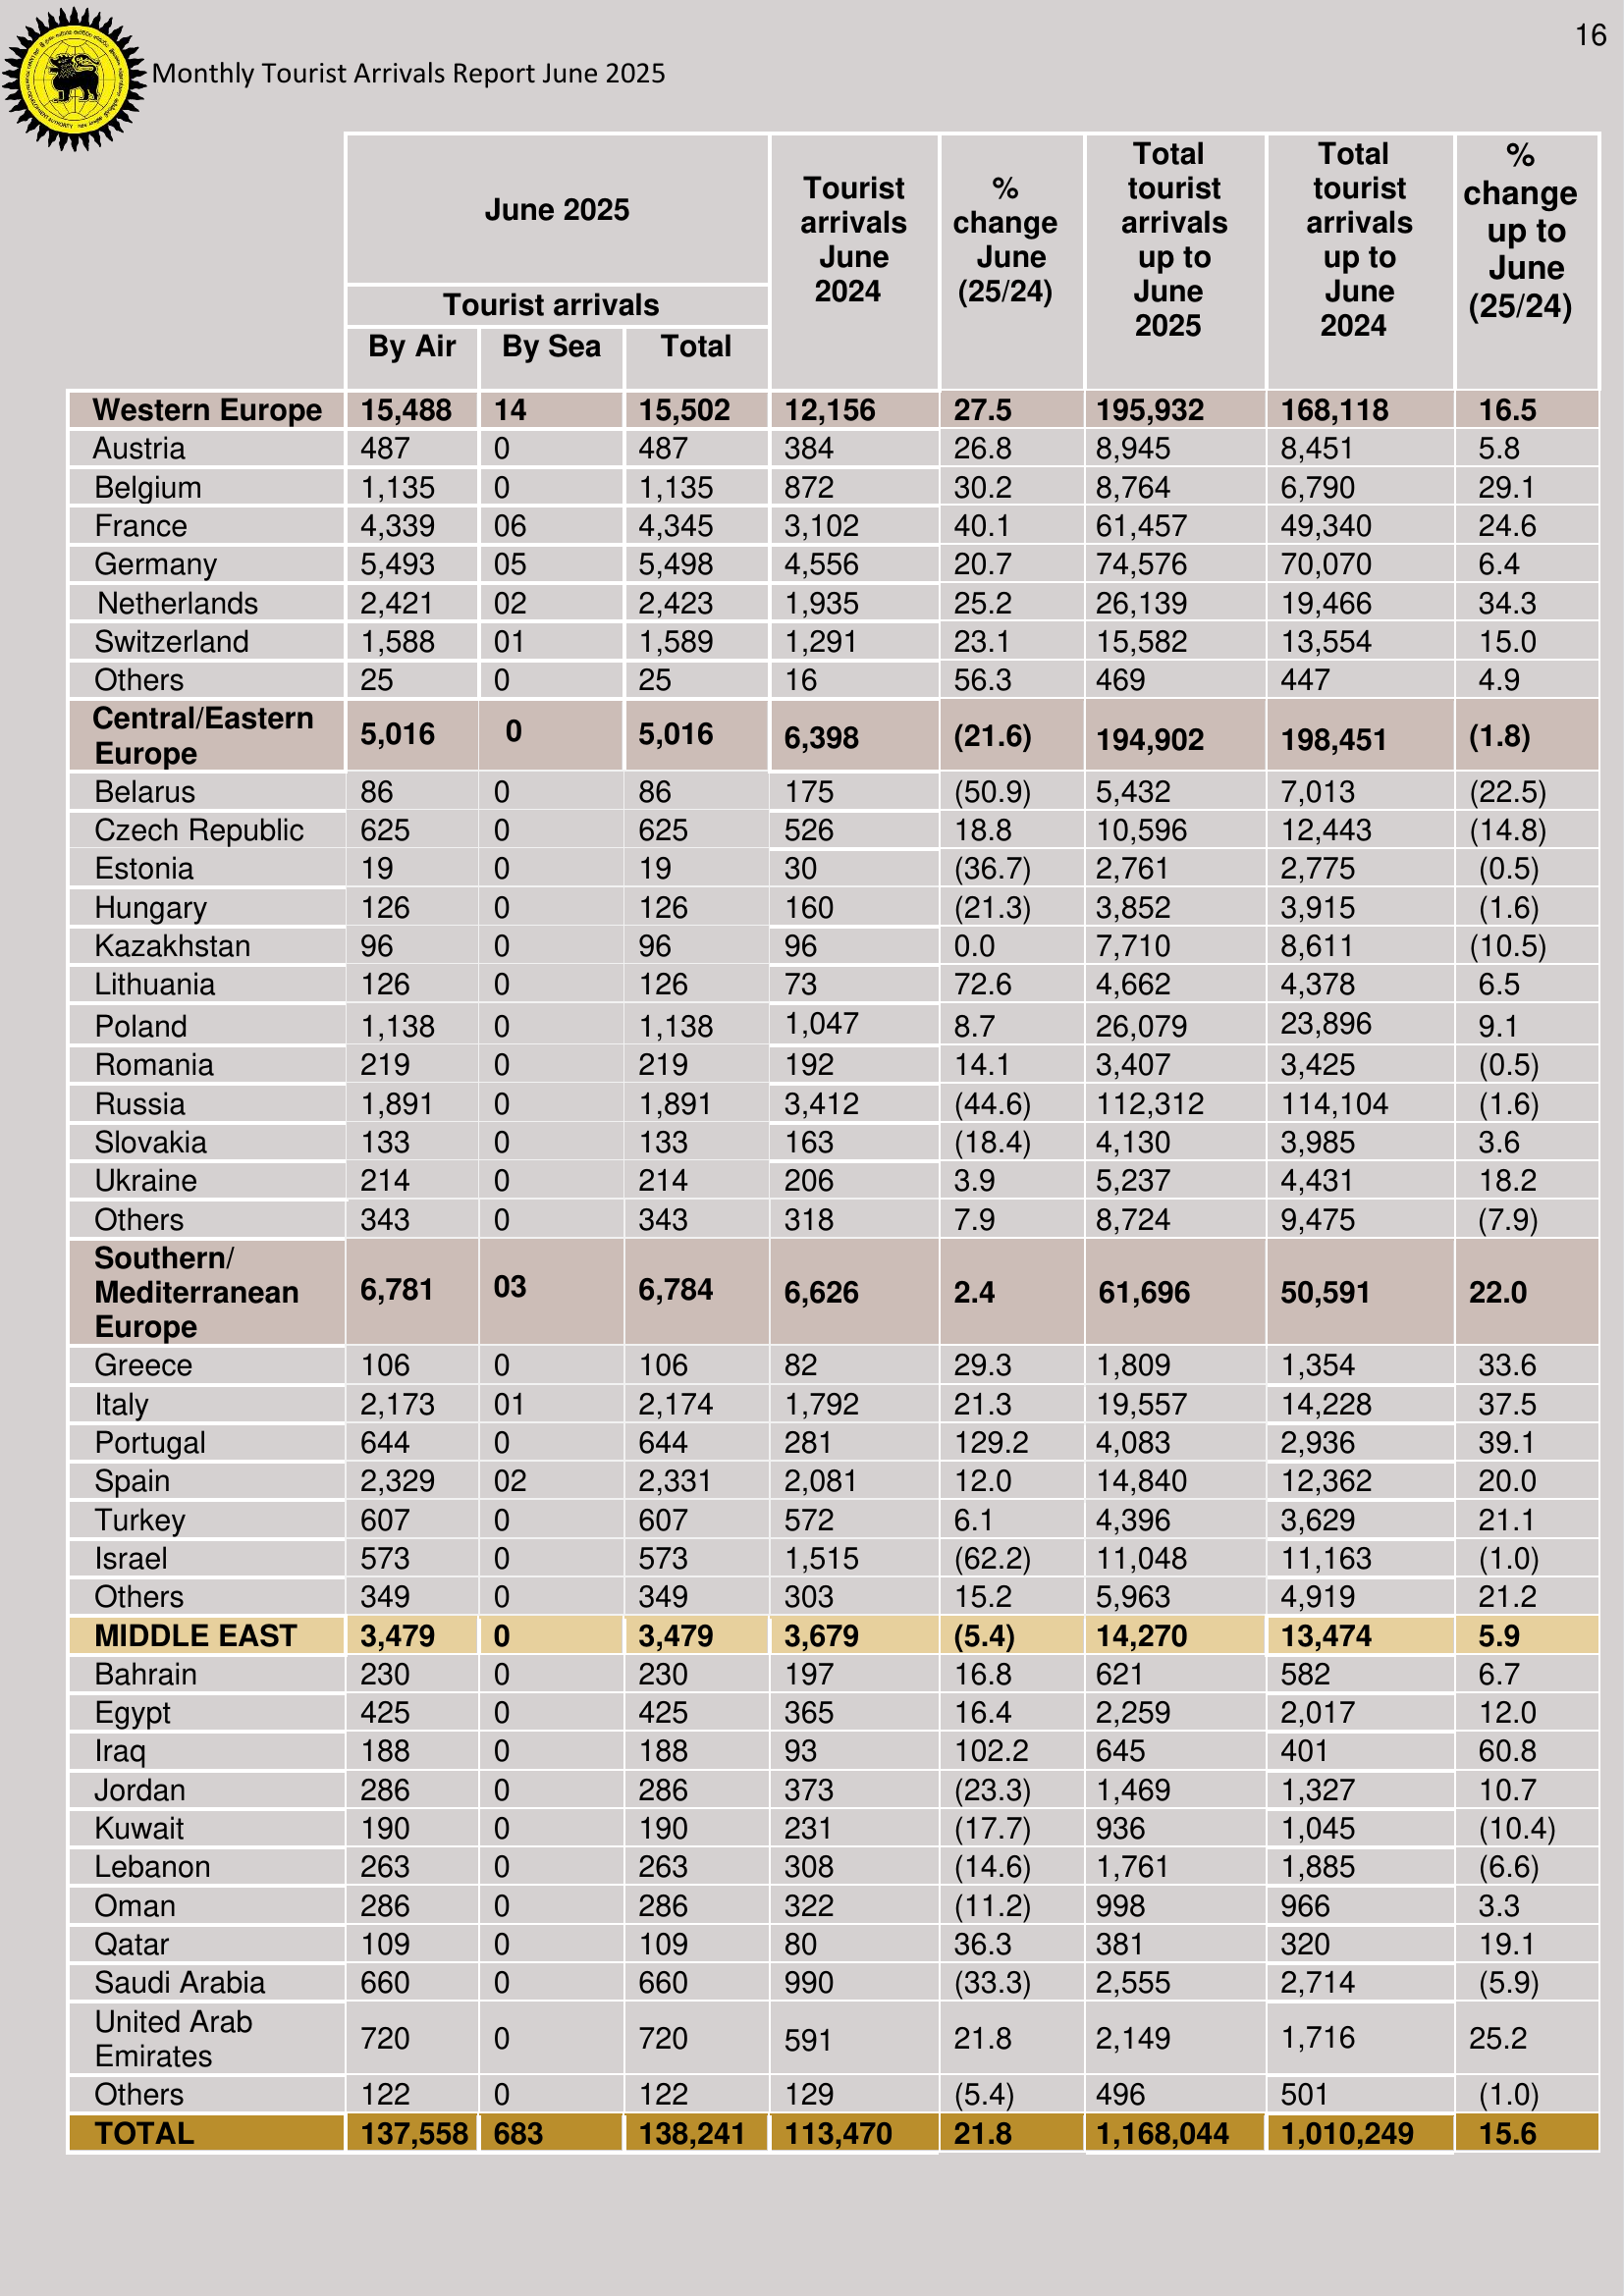 16
Monthly Tourist Arrivals Report June 2025
June 2025
Tourist arrivals June 2024
% change June (25/24)
Total tourist arrivals up to June 2025
Total tourist arrivals up to June 2024
% change up to June (25/24)
Tourist arrivals
By Air By Sea Total
Western Europe 15,488 14 15,502 12,156 27.5 195,932 168,118 16.5
Austria 487 0 487 384 26.8 8,945 8,451 5.8
Belgium 1,135 0 1,135 872 30.2 8,764 6,790 29.1
France 4,339 06 4,345 3,102 40.1 61,457 49,340 24.6
Germany 5,493 05 5,498 4,556 20.7 74,576 70,070 6.4
Netherlands 2,421 02 2,423 1,935 25.2 26,139 19,466 34.3
Switzerland 1,588 01 1,589 1,291 23.1 15,582 13,554 15.0
Others 25 0 25 16 56.3 469 447 4.9
Central/Eastern Europe 5,016 0 5,016 6,398 (21.6) 194,902 198,451 (1.8)
Belarus 86 0 86 175 (50.9) 5,432 7,013 (22.5)
Czech Republic 625 0 625 526 18.8 10,596 12,443 (14.8)
Estonia 19 0 19 30 (36.7) 2,761 2,775 (0.5)
Hungary 126 0 126 160 (21.3) 3,852 3,915 (1.6)
Kazakhstan 96 0 96 96 0.0 7,710 8,611 (10.5)
Lithuania 126 0 126 73 72.6 4,662 4,378 6.5
Poland 1,138 0 1,138 1,047 8.7 26,079 23,896 9.1
Romania 219 0 219 192 14.1 3,407 3,425 (0.5)
Russia 1,891 0 1,891 3,412 (44.6) 112,312 114,104 (1.6)
Slovakia 133 0 133 163 (18.4) 4,130 3,985 3.6
Ukraine 214 0 214 206 3.9 5,237 4,431 18.2
Others 343 0 343 318 7.9 8,724 9,475 (7.9)
Southern/ Mediterranean Europe 6,781 03 6,784 6,626 2.4 61,696 50,591 22.0
Greece 106 0 106 82 29.3 1,809 1,354 33.6
Italy 2,173 01 2,174 1,792 21.3 19,557 14,228 37.5
Portugal 644 0 644 281 129.2 4,083 2,936 39.1
Spain 2,329 02 2,331 2,081 12.0 14,840 12,362 20.0
Turkey 607 0 607 572 6.1 4,396 3,629 21.1
Israel 573 0 573 1,515 (62.2) 11,048 11,163 (1.0)
Others 349 0 349 303 15.2 5,963 4,919 21.2
MIDDLE EAST 3,479 0 3,479 3,679 (5.4) 14,270 13,474 5.9
Bahrain 230 0 230 197 16.8 621 582 6.7
Egypt 425 0 425 365 16.4 2,259 2,017 12.0
Iraq 188 0 188 93 102.2 645 401 60.8
Jordan 286 0 286 373 (23.3) 1,469 1,327 10.7
Kuwait 190 0 190 231 (17.7) 936 1,045 (10.4)
Lebanon 263 0 263 308 (14.6) 1,761 1,885 (6.6)
Oman 286 0 286 322 (11.2) 998 966 3.3
Qatar 109 0 109 80 36.3 381 320 19.1
Saudi Arabia 660 0 660 990 (33.3) 2,555 2,714 (5.9)
United Arab Emirates 720 0 720 591 21.8 2,149 1,716 25.2
Others 122 0 122 129 (5.4) 496 501 (1.0)
TOTAL 137,558 683 138,241 113,470 21.8 1,168,044 1,010,249 15.6